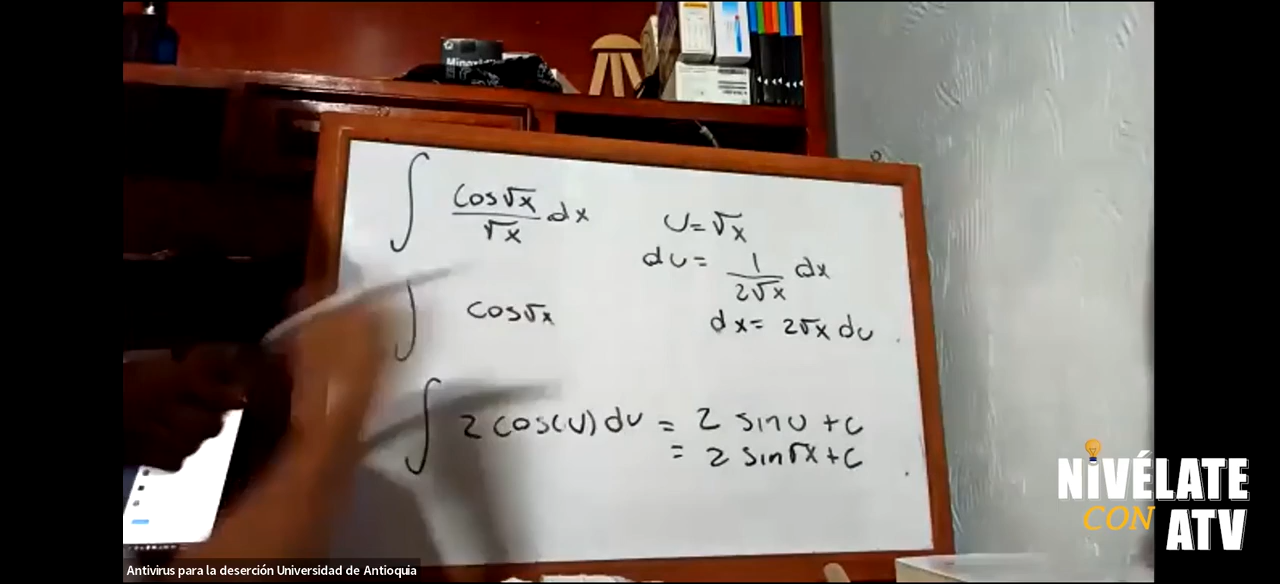 ∫ cos√x / √x dx
U = √x
du = 1 / 2√x dx
∫ cos√x
dx = 2√x du
∫ 2 cos(u) du = 2 sin u + c
= 2 sin√x + c
NIVÉLATE
CON ATV
Antivirus para la deserción Universidad de Antioquia